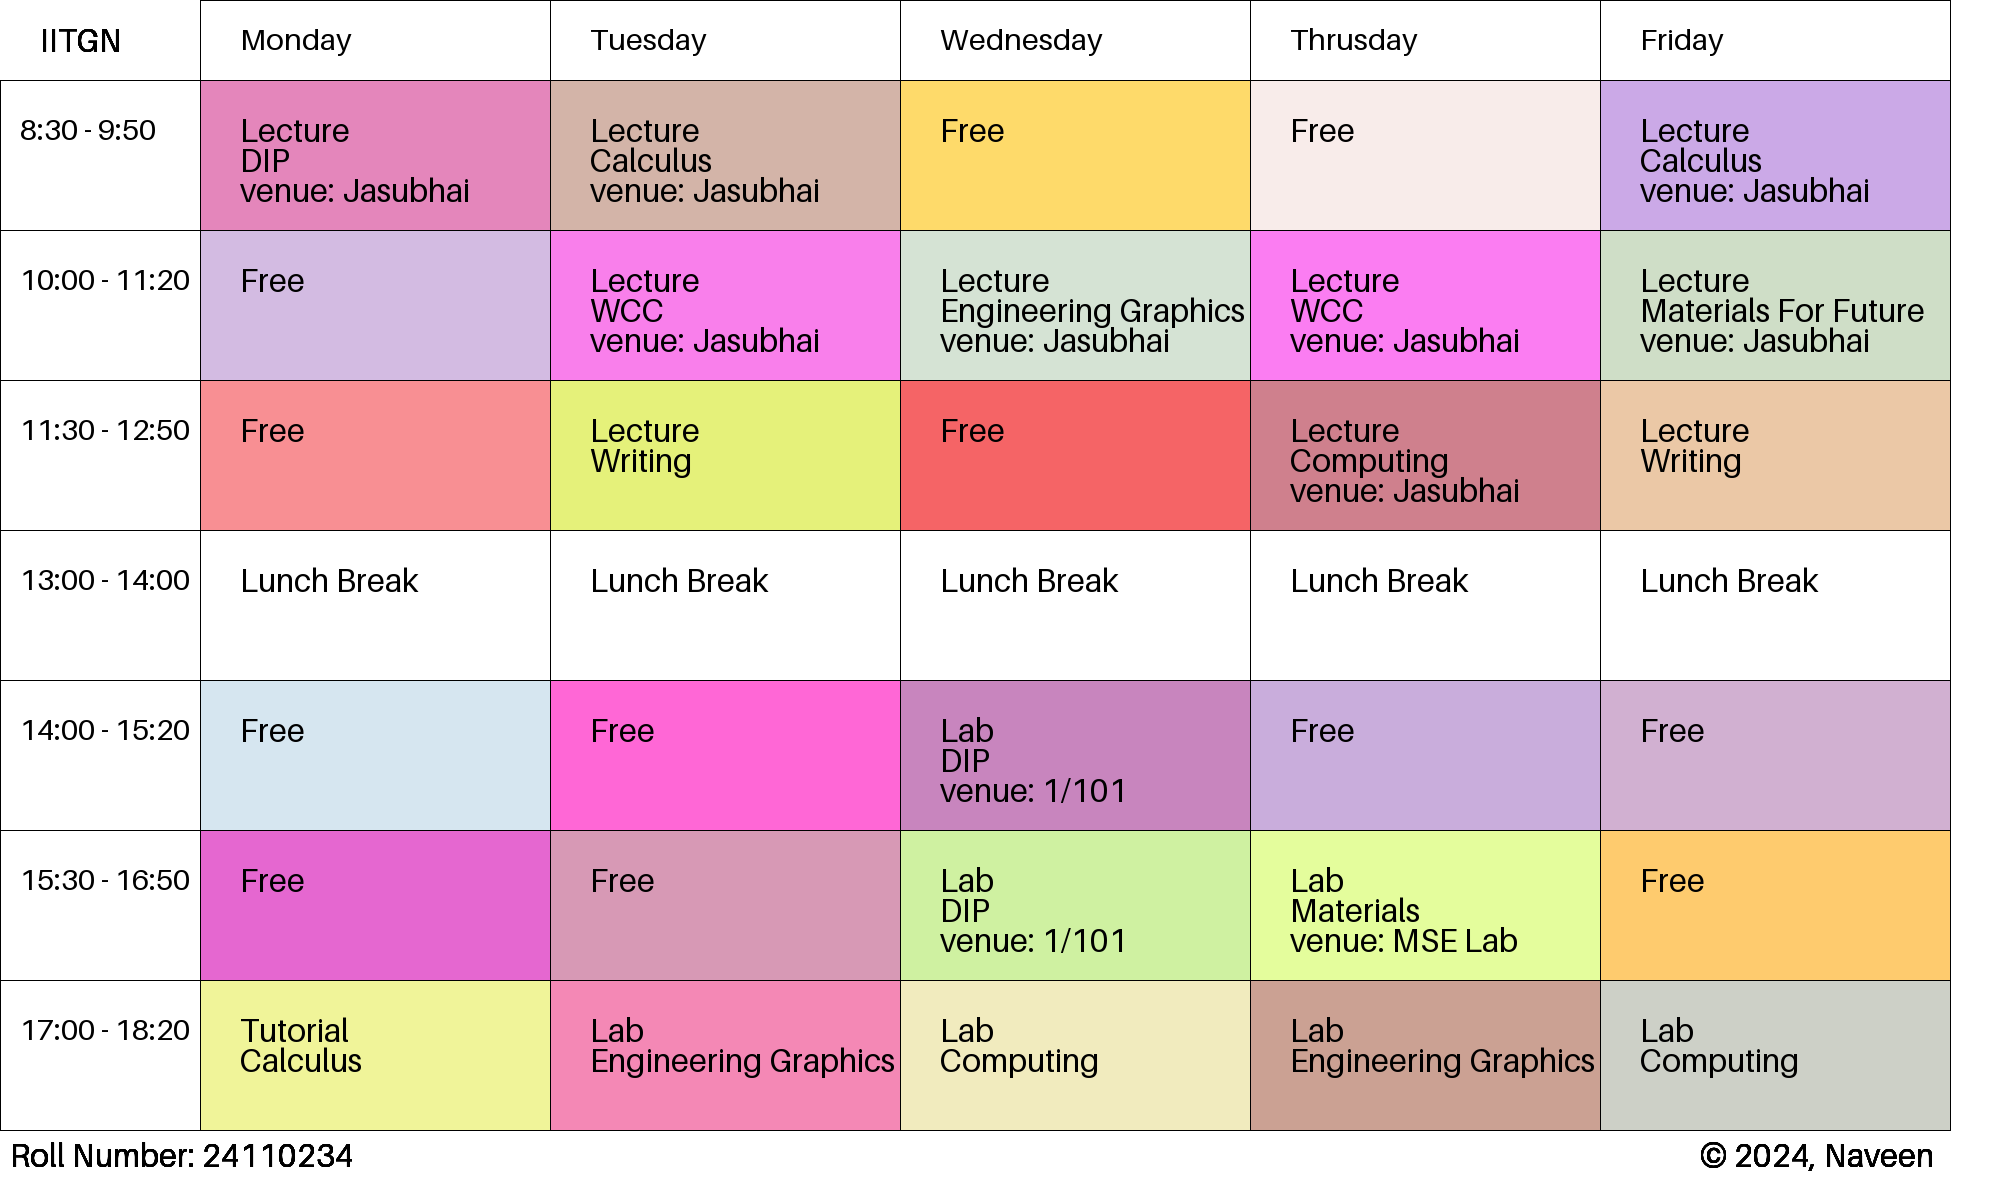 IITGN
Monday
Tuesday
Wednesday
Thrusday
Friday
8:30 - 9:50
Lecture
DIP
venue: Jasubhai
Lecture
Calculus
venue: Jasubhai
Free
Free
Lecture
Calculus
venue: Jasubhai
10:00 - 11:20
Free
Lecture
WCC
venue: Jasubhai
Lecture
Engineering Graphics
venue: Jasubhai
Lecture
WCC
venue: Jasubhai
Lecture
Materials For Future
venue: Jasubhai
11:30 - 12:50
Free
Lecture
Writing
Free
Lecture
Computing
venue: Jasubhai
Lecture
Writing
13:00 - 14:00
Lunch Break
Lunch Break
Lunch Break
Lunch Break
Lunch Break
14:00 - 15:20
Free
Free
Lab
DIP
venue: 1/101
Free
Free
15:30 - 16:50
Free
Free
Lab
DIP
venue: 1/101
Lab
Materials
venue: MSE Lab
Free
17:00 - 18:20
Tutorial
Calculus
Lab
Engineering Graphics
Lab
Computing
Lab
Engineering Graphics
Lab
Computing
Roll Number: 24110234
© 2024, Naveen